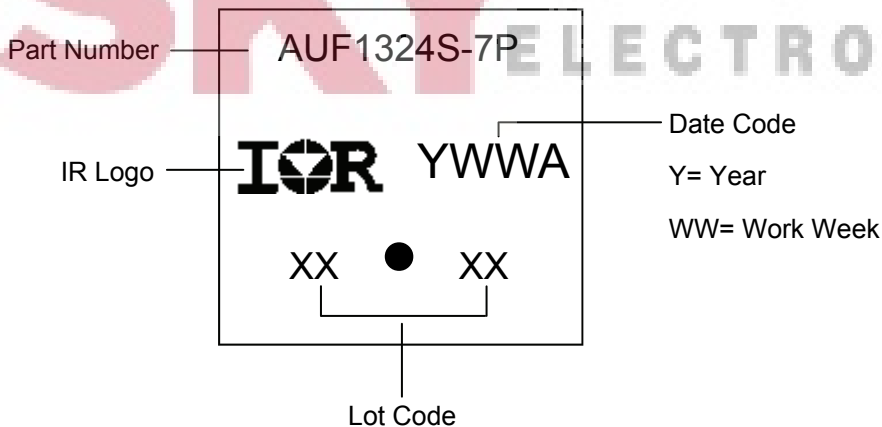 SKY ELECTRO
Part Number
AUF1324S-7P
IR Logo
IOR
YWWA
Date Code
Y= Year
WW= Work Week
XX
XX
Lot Code